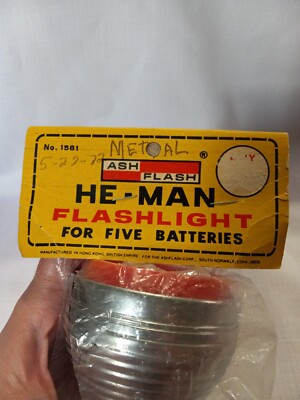 METAL
No. 1581
5-22-72
ASH
FLASH
®
HE-MAN
FLASHLIGHT
FOR FIVE BATTERIES
MANUFACTURED IN HONG KONG, BRITISH EMPIRE FOR THE ASHFLASH CORP., SOUTH NORWALK, CONN. 06856